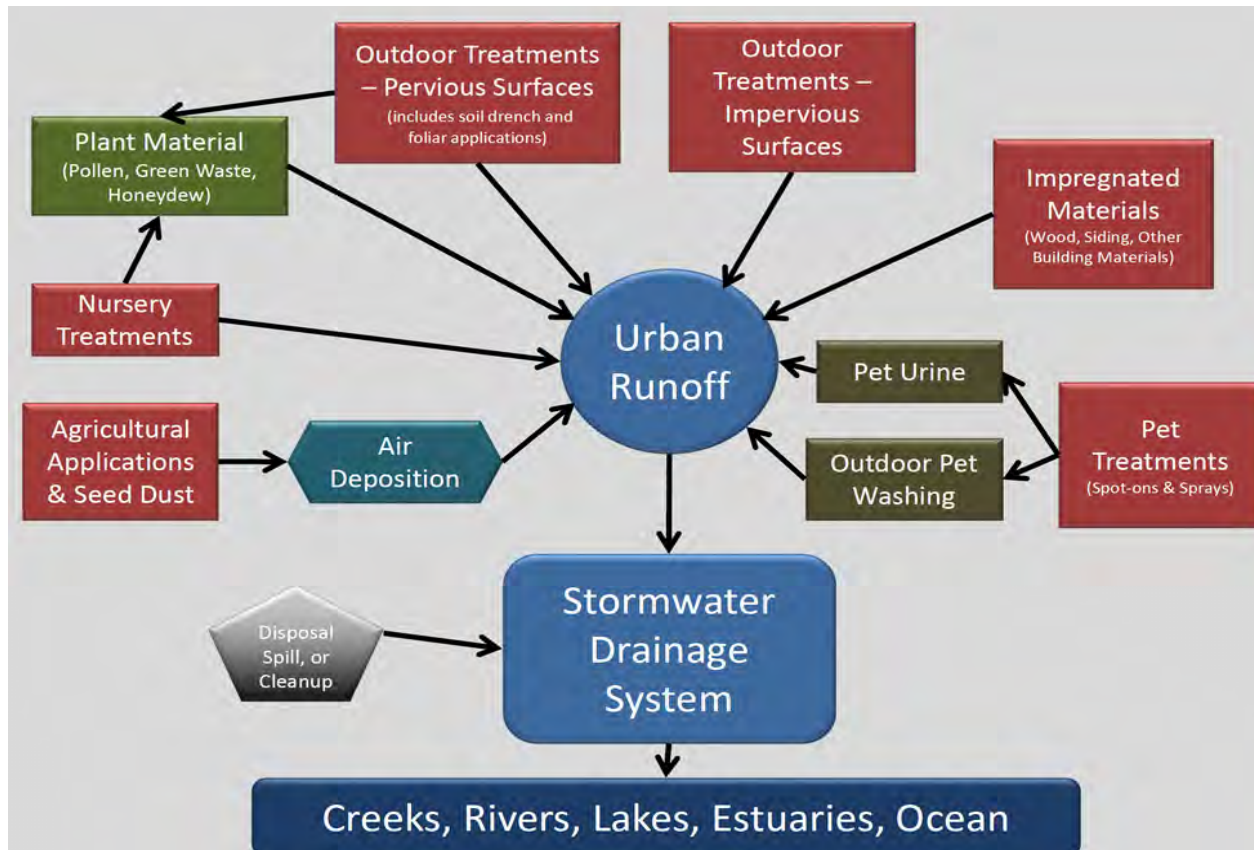 Outdoor Treatments
– Pervious Surfaces
(includes soil drench and
foliar applications)
Outdoor
Treatments –
Impervious
Surfaces
Plant Material
(Pollen, Green Waste,
Honeydew)
Impregnated
Materials
(Wood, Siding, Other
Building Materials)
Nursery
Treatments
Urban
Runoff
Pet Urine
Agricultural
Applications
& Seed Dust
Air
Deposition
Outdoor Pet
Washing
Pet
Treatments
(Spot-ons & Sprays)
Disposal
Spill, or
Cleanup
Stormwater
Drainage
System
Creeks, Rivers, Lakes, Estuaries, Ocean